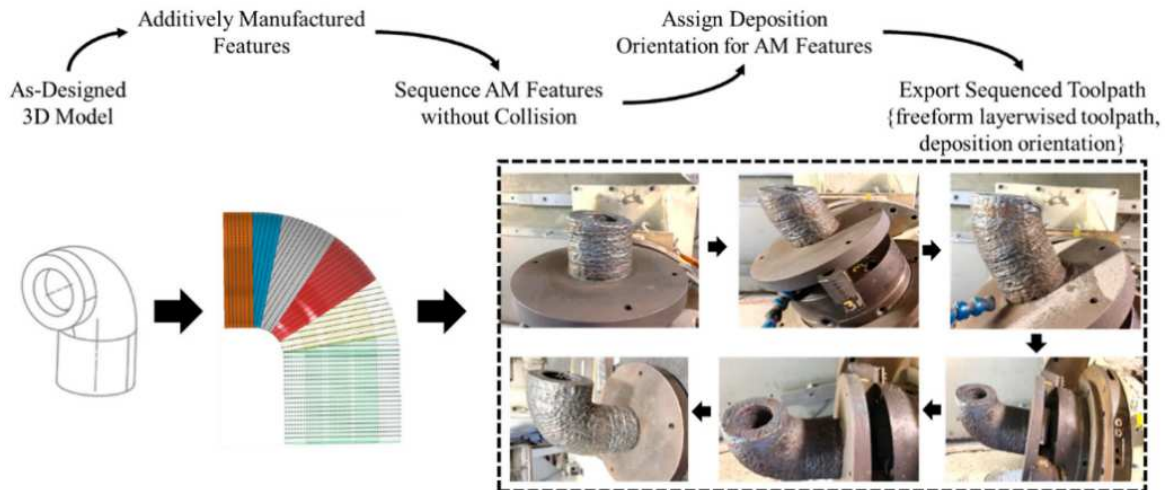 Additively Manufactured
Features
Assign Deposition
Orientation for AM Features
As-Designed
3D Model
Sequence AM Features
without Collision
Export Sequenced Toolpath
{freeform layerwised toolpath,
deposition orientation}